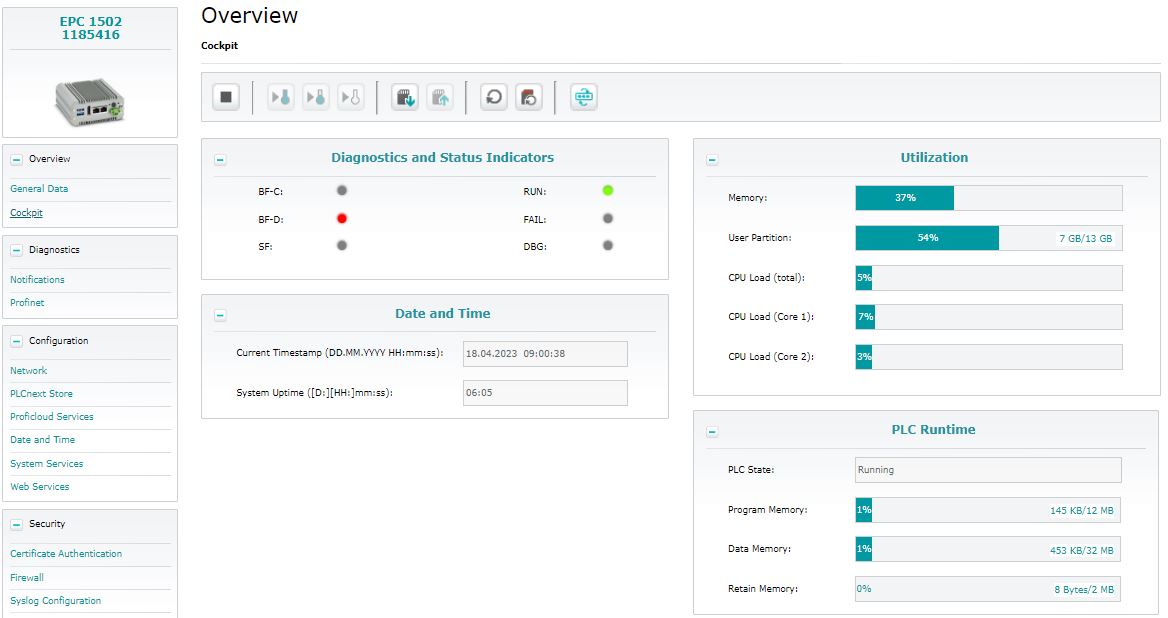 EPC 1502
1185416
Overview
General Data
Cockpit
Diagnostics
Notifications
Profinet
Configuration
Network
PLCnext Store
Proficloud Services
Date and Time
System Services
Web Services
Security
Certificate Authentication
Firewall
Syslog Configuration
Overview
Cockpit
Diagnostics and Status Indicators
BF-C:
RUN:
BF-D:
FAIL:
SF:
DBG:
Date and Time
Current Timestamp (DD.MM.YYYY HH:mm:ss): 18.04.2023 09:00:38
System Uptime ([D:][HH:]mm:ss): 06:05
Utilization
Memory: 37%
User Partition: 54% 7 GB/13 GB
CPU Load (total): 5%
CPU Load (Core 1): 7%
CPU Load (Core 2): 3%
PLC Runtime
PLC State: Running
Program Memory: 1% 145 KB/12 MB
Data Memory: 1% 453 KB/32 MB
Retain Memory: 0% 8 Bytes/2 MB